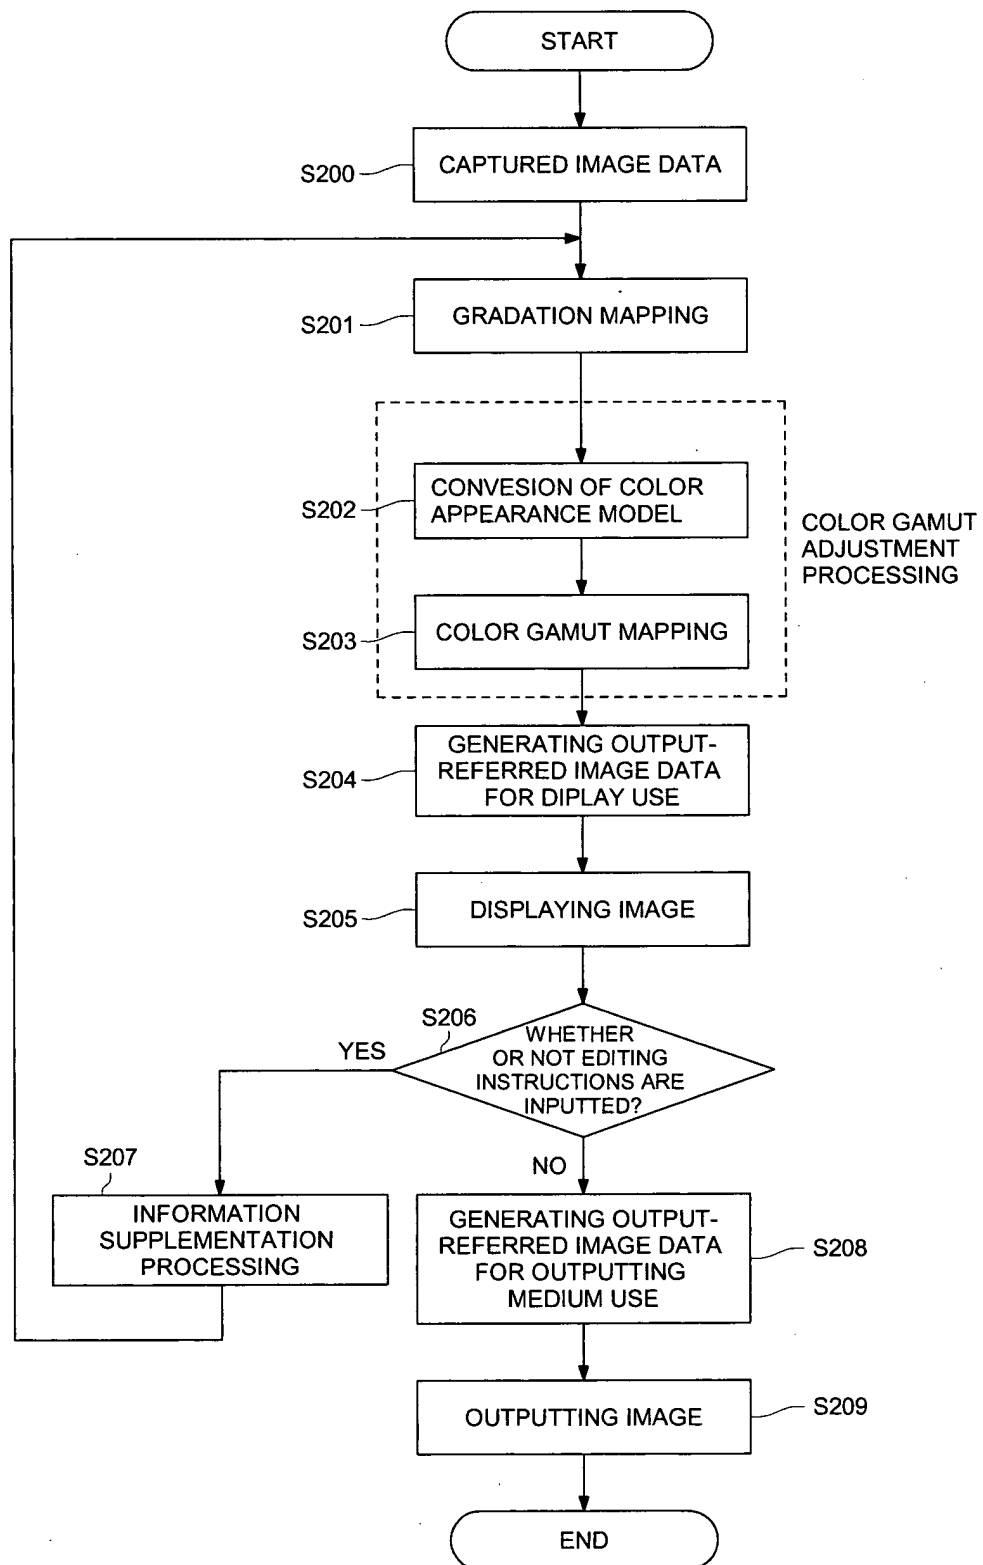 START
S200
CAPTURED IMAGE DATA
S201
GRADATION MAPPING
S202
CONVESION OF COLOR
APPEARANCE MODEL
COLOR GAMUT
ADJUSTMENT
PROCESSING
S203
COLOR GAMUT MAPPING
S204
GENERATING OUTPUT-
REFERRED IMAGE DATA
FOR DIPLAY USE
S205
DISPLAYING IMAGE
S206
WHETHER
OR NOT EDITING
INSTRUCTIONS ARE
INPUTTED?
YES
NO
S207
INFORMATION
SUPPLEMENTATION
PROCESSING
GENERATING OUTPUT-
REFERRED IMAGE DATA
FOR OUTPUTTING
MEDIUM USE
S208
OUTPUTTING IMAGE
S209
END